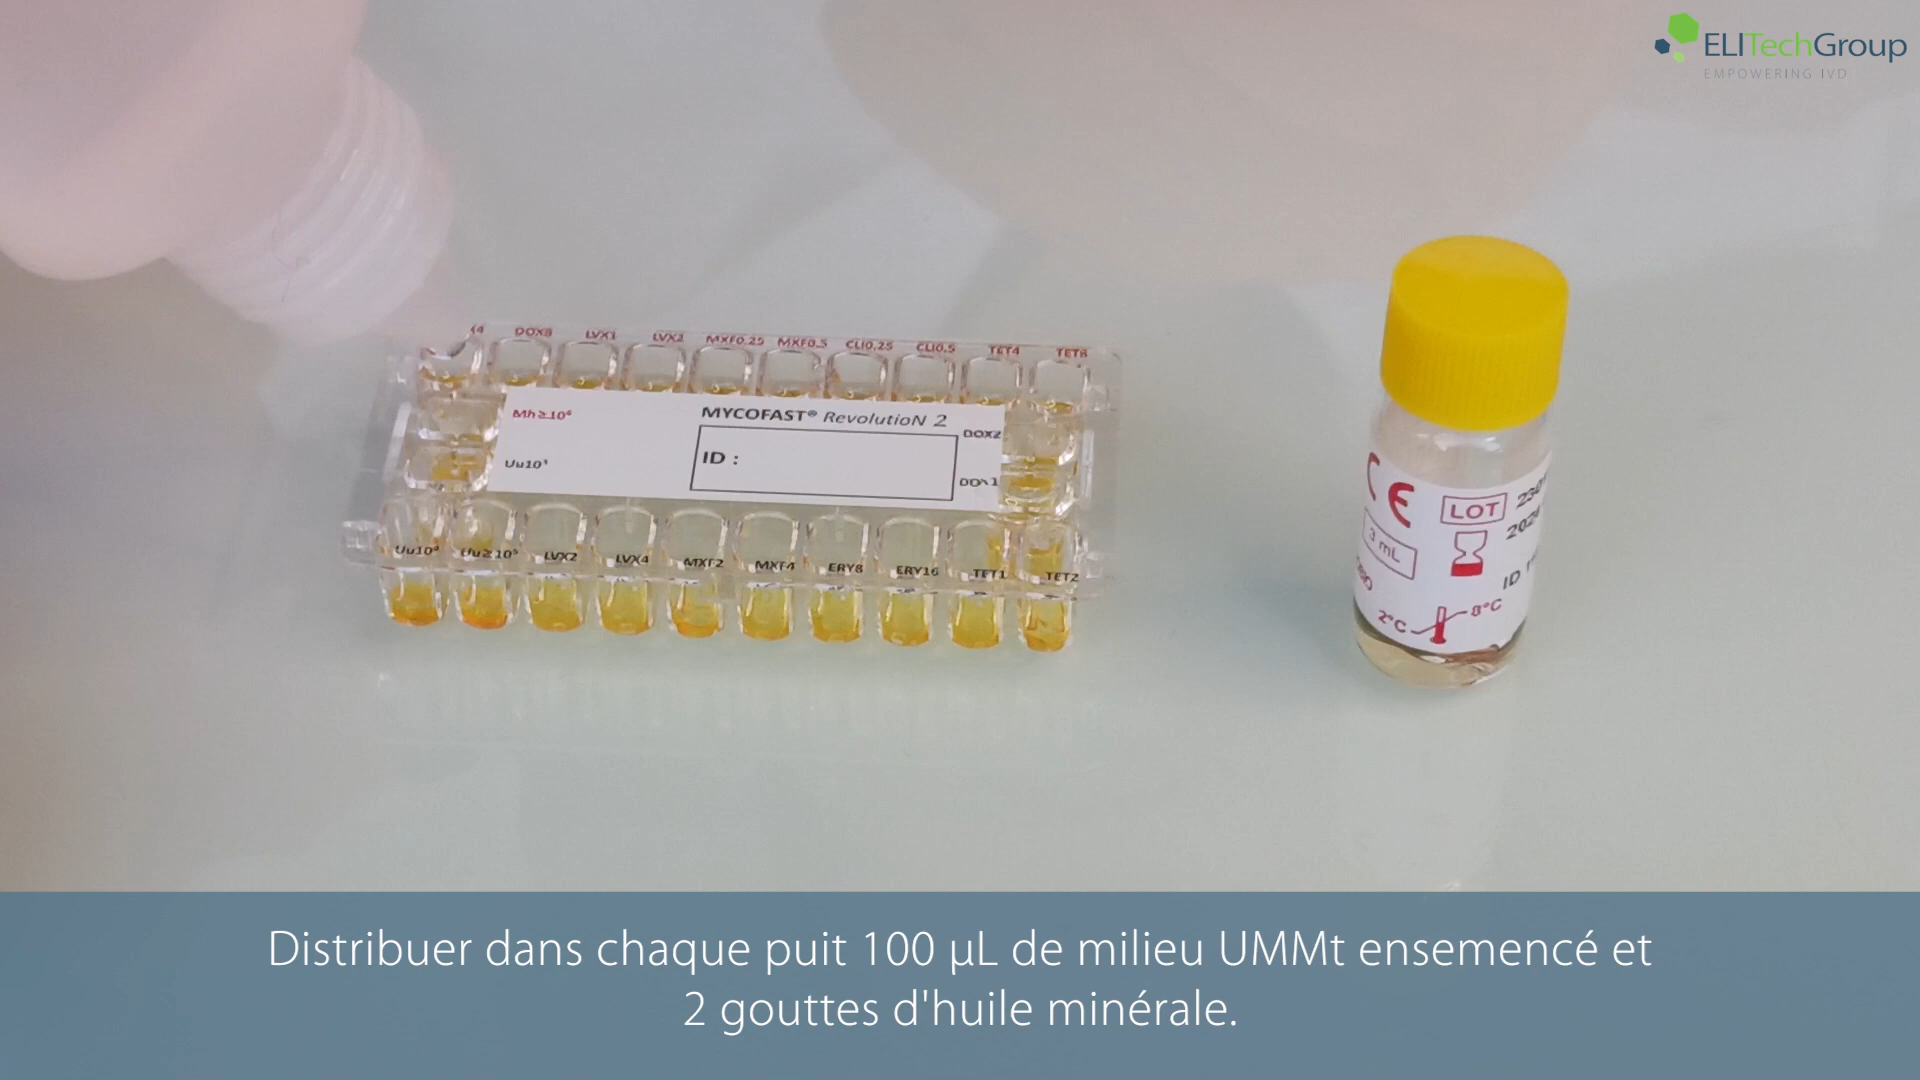 ELITechGroup
EMPOWERING IVD
DOX8 LVX1 LVX2 MXF0.25 MXF0.5 CLI0.25 CLI0.5 TET4 TET8
Mh≥10⁴
MYCOFAST® RevolutioN 2
DOX2
ID :
Uu10³
Uu10⁴ Uu≥10⁵ LVX2 LVX4 MXF2 MXF4 ERY8 ERY16 TET1 TET2
CE
LOT
3 mL
ID
2°C
8°C
Distribuer dans chaque puit 100 µL de milieu UMMt ensemencé et
2 gouttes d'huile minérale.